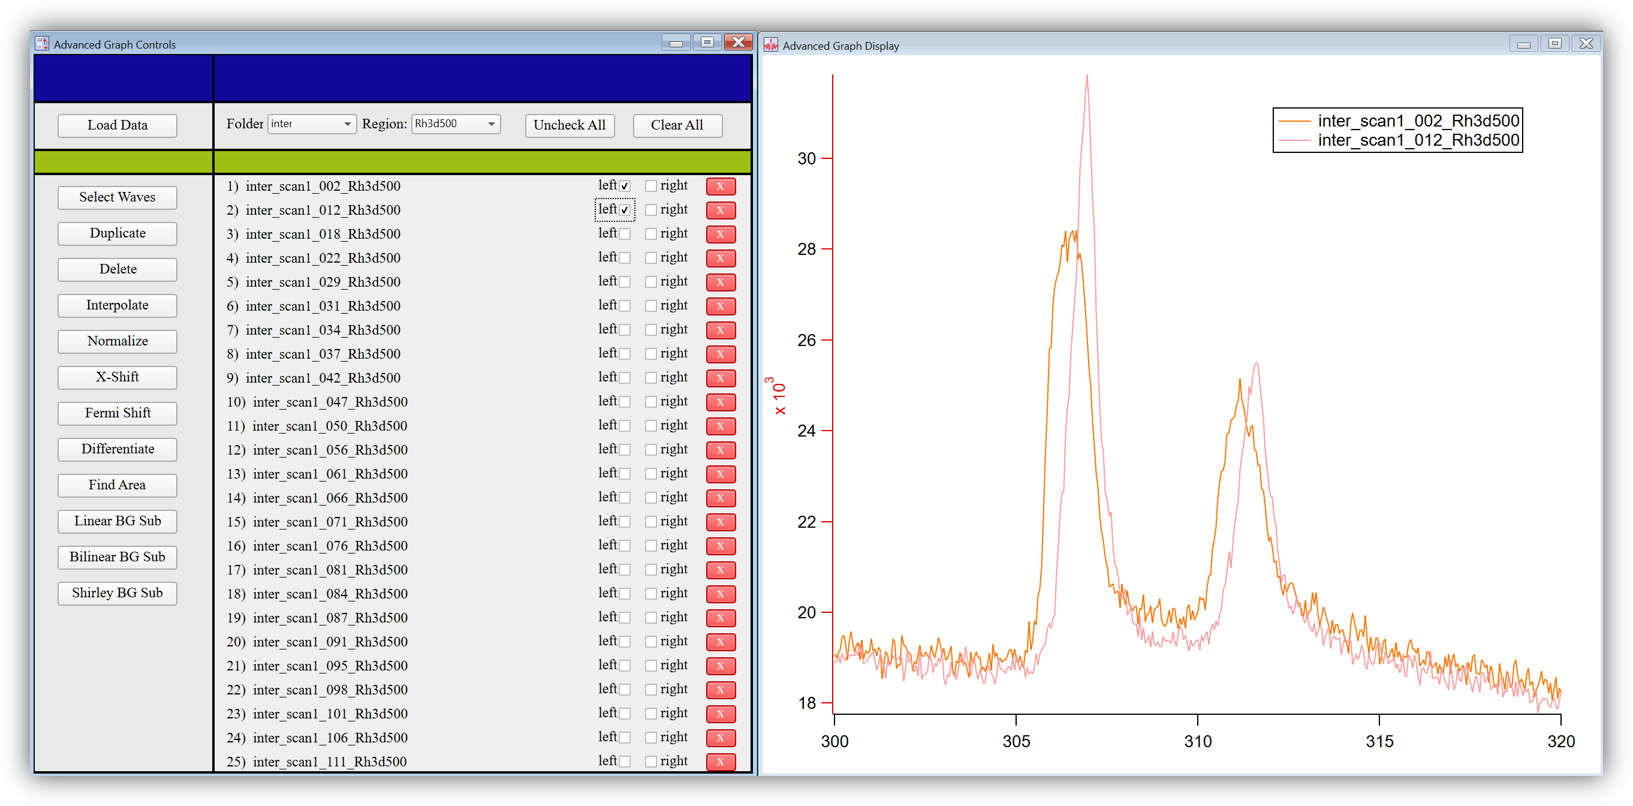 Advanced Graph Controls
Load Data
Folder inter Region: Rh3d500 Uncheck All Clear All
Select Waves
Duplicate
Delete
Interpolate
Normalize
X-Shift
Fermi Shift
Differentiate
Find Area
Linear BG Sub
Bilinear BG Sub
Shirley BG Sub
1) inter_scan1_002_Rh3d500 left right x
2) inter_scan1_012_Rh3d500 left right x
3) inter_scan1_018_Rh3d500 left right x
4) inter_scan1_022_Rh3d500 left right x
5) inter_scan1_029_Rh3d500 left right x
6) inter_scan1_031_Rh3d500 left right x
7) inter_scan1_034_Rh3d500 left right x
8) inter_scan1_037_Rh3d500 left right x
9) inter_scan1_042_Rh3d500 left right x
10) inter_scan1_047_Rh3d500 left right x
11) inter_scan1_050_Rh3d500 left right x
12) inter_scan1_056_Rh3d500 left right x
13) inter_scan1_061_Rh3d500 left right x
14) inter_scan1_066_Rh3d500 left right x
15) inter_scan1_071_Rh3d500 left right x
16) inter_scan1_076_Rh3d500 left right x
17) inter_scan1_081_Rh3d500 left right x
18) inter_scan1_084_Rh3d500 left right x
19) inter_scan1_087_Rh3d500 left right x
20) inter_scan1_091_Rh3d500 left right x
21) inter_scan1_095_Rh3d500 left right x
22) inter_scan1_098_Rh3d500 left right x
23) inter_scan1_101_Rh3d500 left right x
24) inter_scan1_106_Rh3d500 left right x
25) inter_scan1_111_Rh3d500 left right x
Advanced Graph Display
inter_scan1_002_Rh3d500
inter_scan1_012_Rh3d500
30
28
26
x 10³
24
22
20
18
300 305 310 315 320